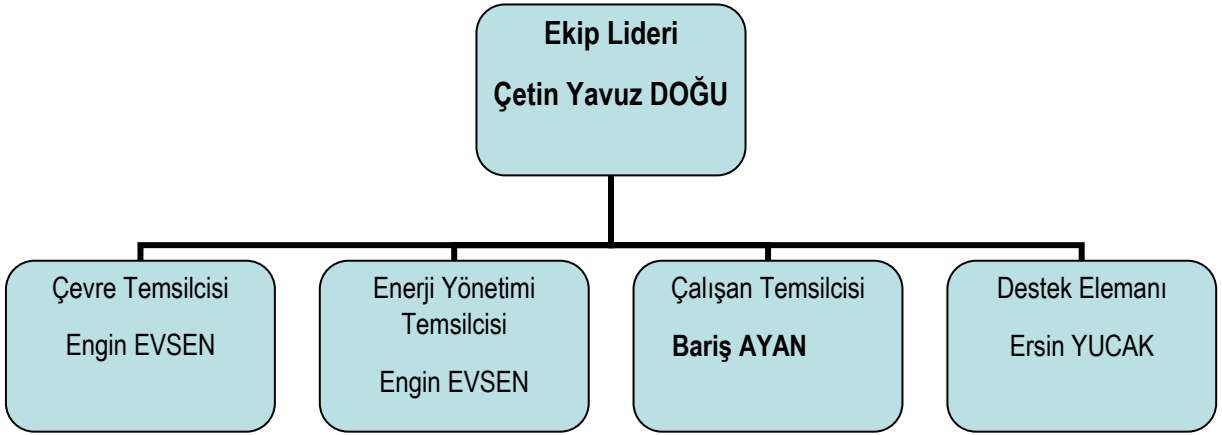 Ekip Lideri
Çetin Yavuz DOĞU
Çevre Temsilcisi
Engin EVSEN
Enerji Yönetimi
Temsilcisi
Engin EVSEN
Çalışan Temsilcisi
Bariş AYAN
Destek Elemanı
Ersin YUCAK